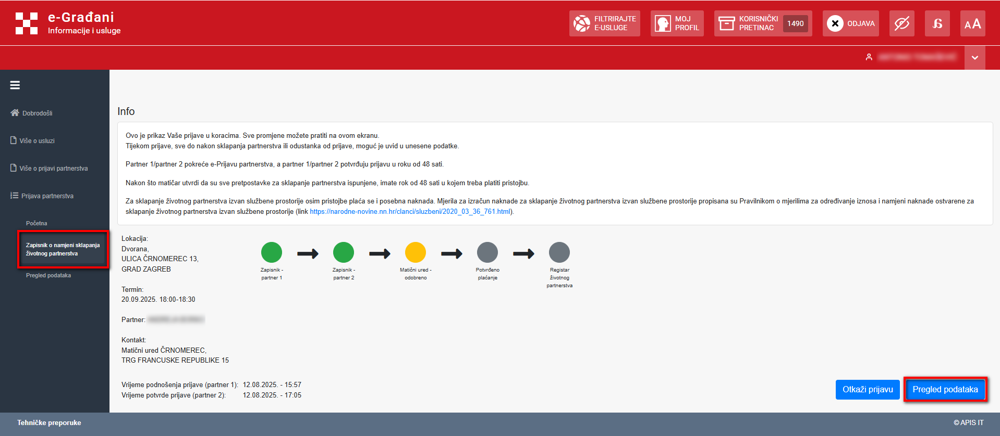 e-Građani
Informacije i usluge
FILTRIRAJTE
E-USLUGE
MOJ
PROFIL
KORISNIČKI
PRETINAC
1490
ODJAVA
AA
Dobrodošli
Više o usluzi
Više o prijavi partnerstva
Prijava partnerstva
Početna
Zapisnik o namjeni sklapanja
životnog partnerstva
Pregled podataka
Info
Ovo je prikaz Vaše prijave u koracima. Sve promjene možete pratiti na ovom ekranu.
Tijekom prijave, sve do nakon sklapanja partnerstva ili odustanka od prijave, moguć je uvid u unesene podatke.
Partner 1/partner 2 pokreće e-Prijavu partnerstva, a partner 1/partner 2 potvrđuju prijavu u roku od 48 sati.
Nakon što matičar utvrdi da su sve pretpostavke za sklapanje partnerstva ispunjene, imate rok od 48 sati u kojem treba platiti pristojbu.
Za sklapanje životnog partnerstva izvan službene prostorije osim pristojbe plaća se i posebna naknada. Mjerila za izračun naknade za sklapanje životnog partnerstva izvan službene prostorije propisana su Pravilnikom o mjerilima za određivanje iznosa i namjeni naknade ostvarene za
sklapanje životnog partnerstva izvan službene prostorije (link https://narodne-novine.nn.hr/clanci/sluzbeni/2020_03_36_761.html).
Lokacija:
Dvorana,
ULICA ČRNOMEREC 13,
GRAD ZAGREB
Termin:
20.09.2025. 18:00-18:30
Partner:
Kontakt:
Matični ured ČRNOMEREC,
TRG FRANCUSKE REPUBLIKE 15
Zapisnik -
partner 1
Zapisnik -
partner 2
Matični ured -
odobreno
Potvrđeno
plaćanje
Registar
životnog
partnerstva
Vrijeme podnošenja prijave (partner 1): 12.08.2025. - 15:57
Vrijeme potvrde prijave (partner 2): 12.08.2025. - 17:05
Otkaži prijavu
Pregled podataka
Tehničke preporuke
© APIS IT